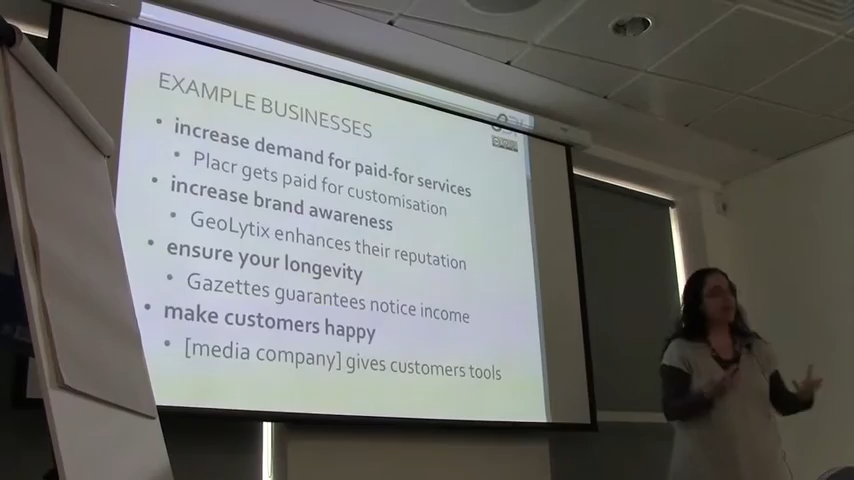 EXAMPLE BUSINESSES
• increase demand for paid-for services
• Placr gets paid for customisation
• increase brand awareness
• GeoLytix enhances their reputation
• ensure your longevity
• Gazettes guarantees notice income
• make customers happy
• [media company] gives customers tools